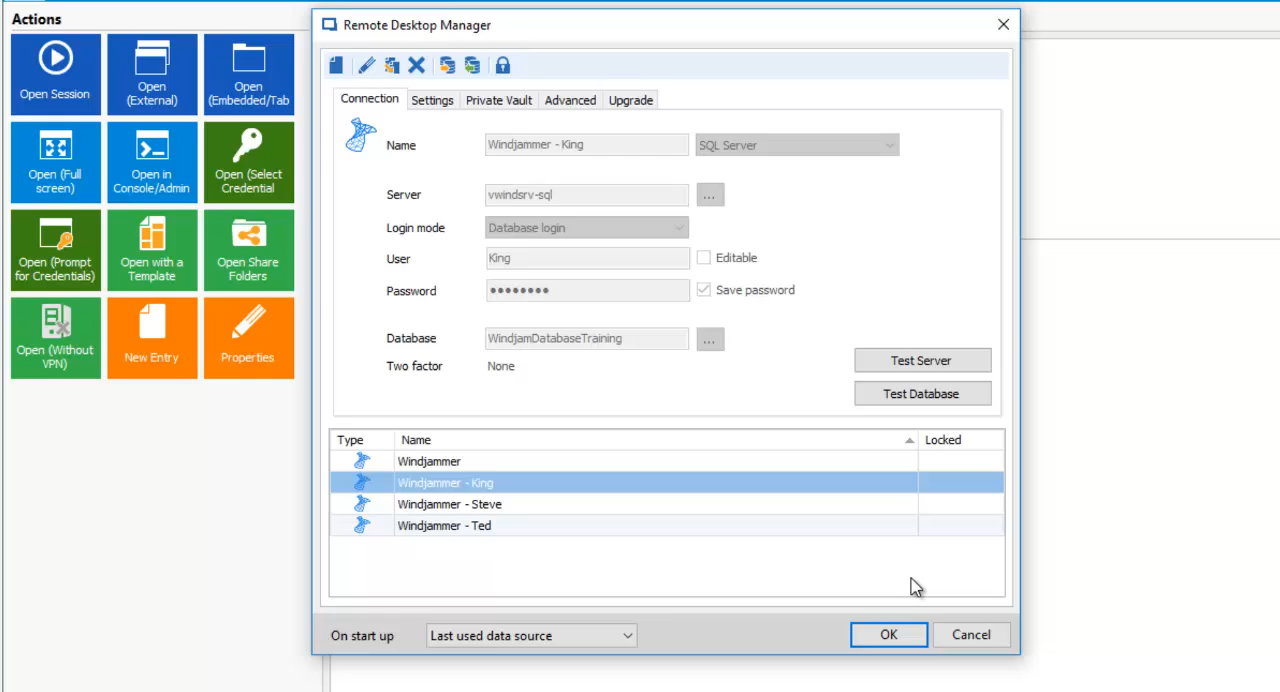 Actions
Open Session
Open
(External)
Open
(Embedded/Tab
Open (Full
screen)
Open in
Console/Admin
Open (Select
Credential
Open (Prompt
for Credentials)
Open with a
Template
Open Share
Folders
Open (Without
VPN)
New Entry
Properties
Remote Desktop Manager
Connection Settings Private Vault Advanced Upgrade
Name Windjammer - King SQL Server
Server vwindsrv-sql ...
Login mode Database login
User King Editable
Password ●●●●●●●● Save password
Database WindjamDatabaseTraining ...
Two factor None
Test Server
Test Database
Type Name Locked
Windjammer
Windjammer - King
Windjammer - Steve
Windjammer - Ted
On start up Last used data source OK Cancel